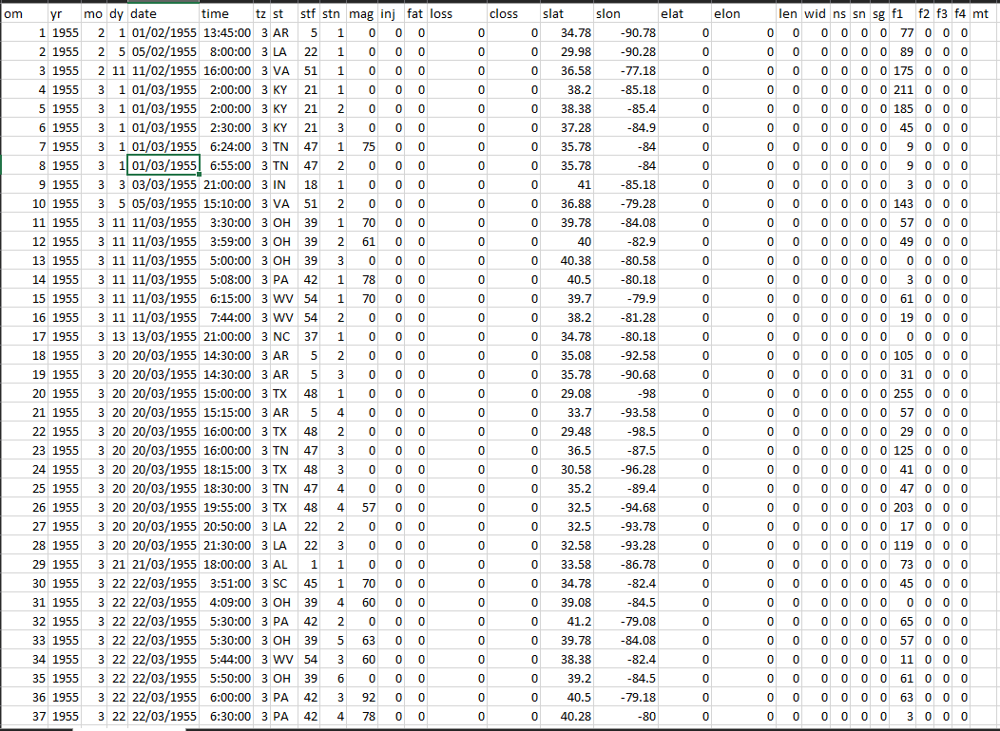 om yr mo dy date time tz st stf stn mag inj fat loss closs slat slon elat elon len wid ns sn sg f1 f2 f3 f4 mt
1 1955 2 1 01/02/1955 13:45:00 3 AR 5 1 0 0 0 0 0 34.78 -90.78 0 0 0 0 0 0 0 77 0 0 0
2 1955 2 5 05/02/1955 8:00:00 3 LA 22 1 0 0 0 0 0 29.98 -90.28 0 0 0 0 0 0 0 89 0 0 0
3 1955 2 11 11/02/1955 16:00:00 3 VA 51 1 0 0 0 0 0 36.58 -77.18 0 0 0 0 0 0 0 175 0 0 0
4 1955 3 1 01/03/1955 2:00:00 3 KY 21 1 0 0 0 0 0 38.2 -85.18 0 0 0 0 0 0 0 211 0 0 0
5 1955 3 1 01/03/1955 2:00:00 3 KY 21 2 0 0 0 0 0 38.38 -85.4 0 0 0 0 0 0 0 185 0 0 0
6 1955 3 1 01/03/1955 2:30:00 3 KY 21 3 0 0 0 0 0 37.28 -84.9 0 0 0 0 0 0 0 45 0 0 0
7 1955 3 1 01/03/1955 6:24:00 3 TN 47 1 75 0 0 0 0 35.78 -84 0 0 0 0 0 0 0 9 0 0 0
8 1955 3 1 01/03/1955 6:55:00 3 TN 47 2 0 0 0 0 0 35.78 -84 0 0 0 0 0 0 0 9 0 0 0
9 1955 3 3 03/03/1955 21:00:00 3 IN 18 1 0 0 0 0 0 41 -85.18 0 0 0 0 0 0 0 3 0 0 0
10 1955 3 5 05/03/1955 15:10:00 3 VA 51 2 0 0 0 0 0 36.88 -79.28 0 0 0 0 0 0 0 143 0 0 0
11 1955 3 11 11/03/1955 3:30:00 3 OH 39 1 70 0 0 0 0 39.78 -84.08 0 0 0 0 0 0 0 57 0 0 0
12 1955 3 11 11/03/1955 3:59:00 3 OH 39 2 61 0 0 0 0 40 -82.9 0 0 0 0 0 0 0 49 0 0 0
13 1955 3 11 11/03/1955 5:00:00 3 OH 39 3 0 0 0 0 0 40.38 -80.58 0 0 0 0 0 0 0 0 0 0 0
14 1955 3 11 11/03/1955 5:08:00 3 PA 42 1 78 0 0 0 0 40.5 -80.18 0 0 0 0 0 0 0 3 0 0 0
15 1955 3 11 11/03/1955 6:15:00 3 WV 54 1 70 0 0 0 0 39.7 -79.9 0 0 0 0 0 0 0 61 0 0 0
16 1955 3 11 11/03/1955 7:44:00 3 WV 54 2 0 0 0 0 0 38.2 -81.28 0 0 0 0 0 0 0 19 0 0 0
17 1955 3 13 13/03/1955 21:00:00 3 NC 37 1 0 0 0 0 0 34.78 -80.18 0 0 0 0 0 0 0 0 0 0 0
18 1955 3 20 20/03/1955 14:30:00 3 AR 5 2 0 0 0 0 0 35.08 -92.58 0 0 0 0 0 0 0 105 0 0 0
19 1955 3 20 20/03/1955 14:30:00 3 AR 5 3 0 0 0 0 0 35.78 -90.68 0 0 0 0 0 0 0 31 0 0 0
20 1955 3 20 20/03/1955 15:00:00 3 TX 48 1 0 0 0 0 0 29.08 -98 0 0 0 0 0 0 0 255 0 0 0
21 1955 3 20 20/03/1955 15:15:00 3 AR 5 4 0 0 0 0 0 33.7 -93.58 0 0 0 0 0 0 0 57 0 0 0
22 1955 3 20 20/03/1955 16:00:00 3 TX 48 2 0 0 0 0 0 29.48 -98.5 0 0 0 0 0 0 0 29 0 0 0
23 1955 3 20 20/03/1955 16:00:00 3 TN 47 3 0 0 0 0 0 36.5 -87.5 0 0 0 0 0 0 0 125 0 0 0
24 1955 3 20 20/03/1955 18:15:00 3 TX 48 3 0 0 0 0 0 30.58 -96.28 0 0 0 0 0 0 0 41 0 0 0
25 1955 3 20 20/03/1955 18:30:00 3 TN 47 4 0 0 0 0 0 35.2 -89.4 0 0 0 0 0 0 0 47 0 0 0
26 1955 3 20 20/03/1955 19:55:00 3 TX 48 4 57 0 0 0 0 32.5 -94.68 0 0 0 0 0 0 0 203 0 0 0
27 1955 3 20 20/03/1955 20:50:00 3 LA 22 2 0 0 0 0 0 32.5 -93.78 0 0 0 0 0 0 0 17 0 0 0
28 1955 3 20 20/03/1955 21:30:00 3 LA 22 3 0 0 0 0 0 32.58 -93.28 0 0 0 0 0 0 0 119 0 0 0
29 1955 3 21 21/03/1955 18:00:00 3 AL 1 1 0 0 0 0 0 33.58 -86.78 0 0 0 0 0 0 0 73 0 0 0
30 1955 3 22 22/03/1955 3:51:00 3 SC 45 1 70 0 0 0 0 34.78 -82.4 0 0 0 0 0 0 0 45 0 0 0
31 1955 3 22 22/03/1955 4:09:00 3 OH 39 4 60 0 0 0 0 39.08 -84.5 0 0 0 0 0 0 0 0 0 0 0
32 1955 3 22 22/03/1955 5:30:00 3 PA 42 2 0 0 0 0 0 41.2 -79.08 0 0 0 0 0 0 0 65 0 0 0
33 1955 3 22 22/03/1955 5:30:00 3 OH 39 5 63 0 0 0 0 39.78 -84.08 0 0 0 0 0 0 0 57 0 0 0
34 1955 3 22 22/03/1955 5:44:00 3 WV 54 3 60 0 0 0 0 38.38 -82.4 0 0 0 0 0 0 0 11 0 0 0
35 1955 3 22 22/03/1955 5:50:00 3 OH 39 6 0 0 0 0 0 39.2 -84.5 0 0 0 0 0 0 0 61 0 0 0
36 1955 3 22 22/03/1955 6:00:00 3 PA 42 3 92 0 0 0 0 40.5 -79.18 0 0 0 0 0 0 0 63 0 0 0
37 1955 3 22 22/03/1955 6:30:00 3 PA 42 4 78 0 0 0 0 40.28 -80 0 0 0 0 0 0 0 3 0 0 0